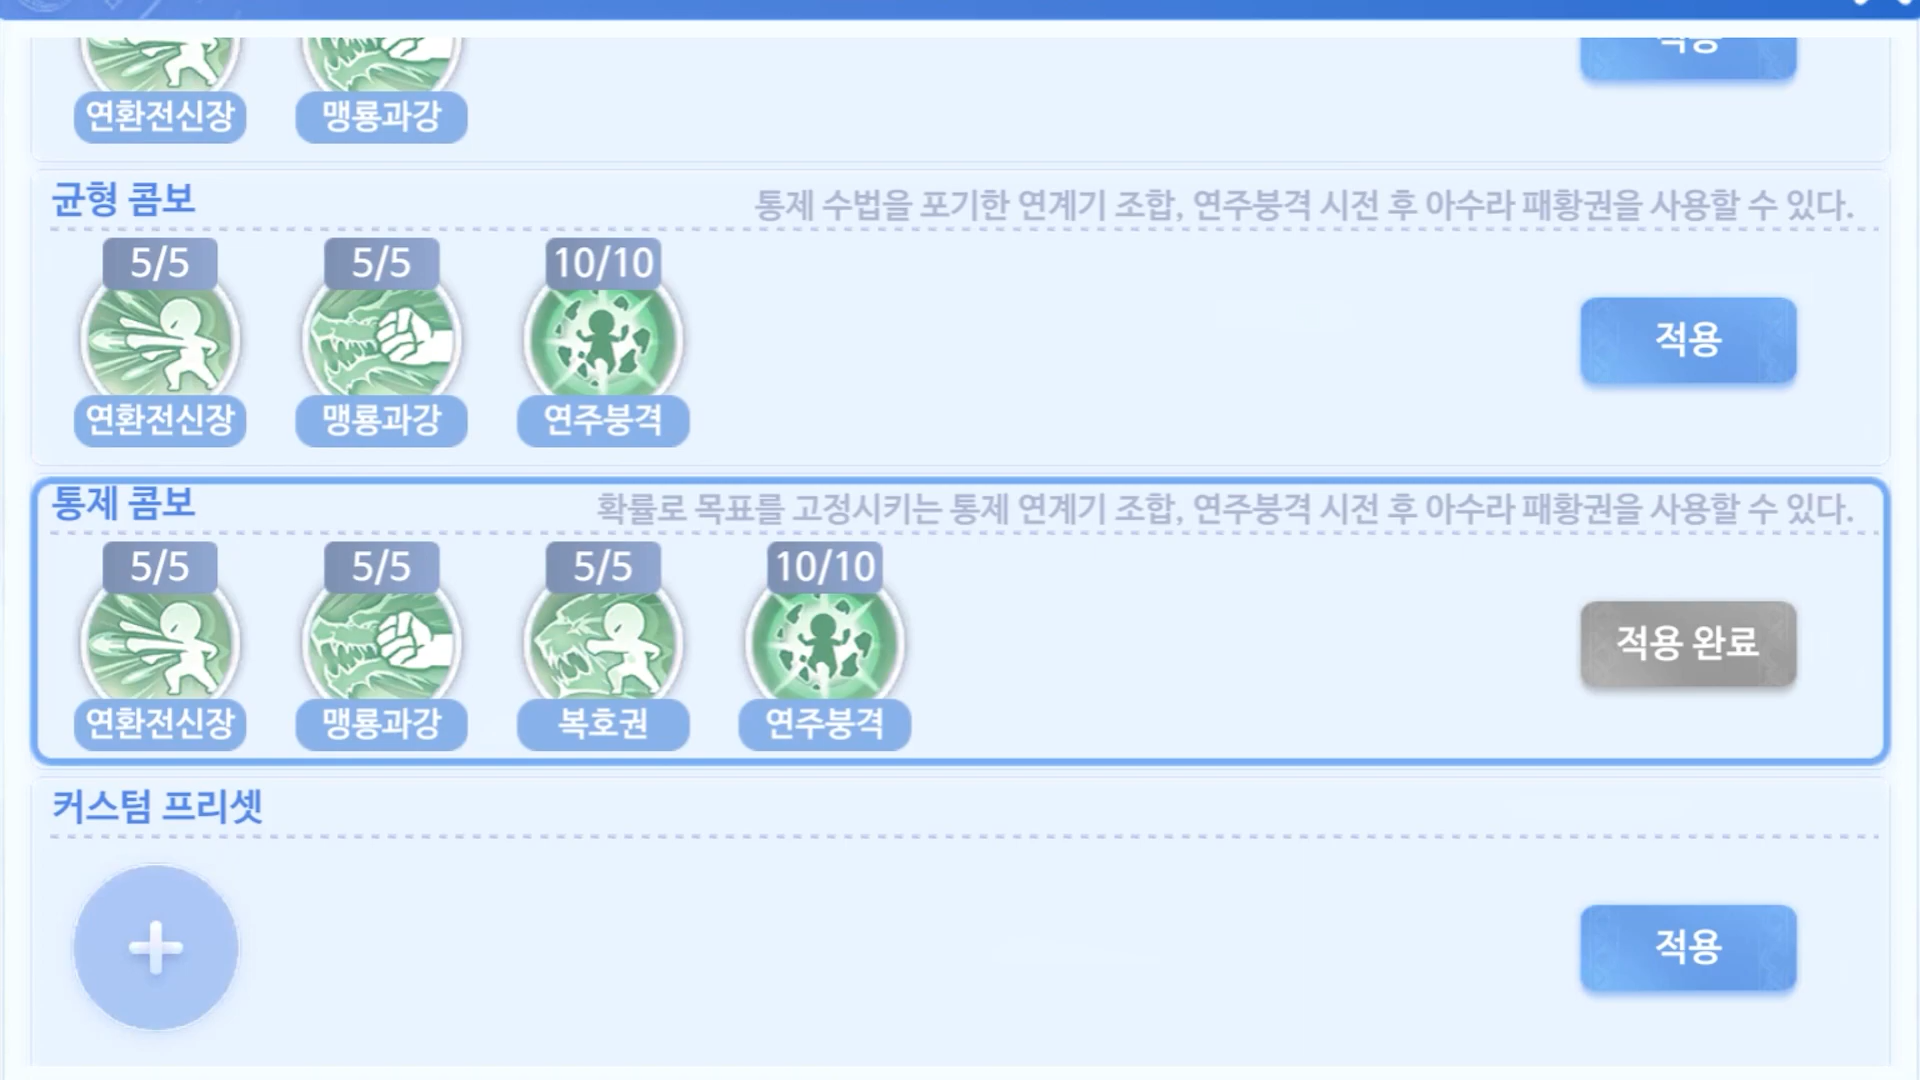 적용
연환전신장 맹룡과강
균형 콤보 통제 수법을 포기한 연계기 조합, 연주붕격 시전 후 아수라 패황권을 사용할 수 있다.
5/5 5/5 10/10
적용
연환전신장 맹룡과강 연주붕격
통제 콤보 확률로 목표를 고정시키는 통제 연계기 조합, 연주붕격 시전 후 아수라 패황권을 사용할 수 있다.
5/5 5/5 5/5 10/10
적용 완료
연환전신장 맹룡과강 복호권 연주붕격
커스텀 프리셋
적용